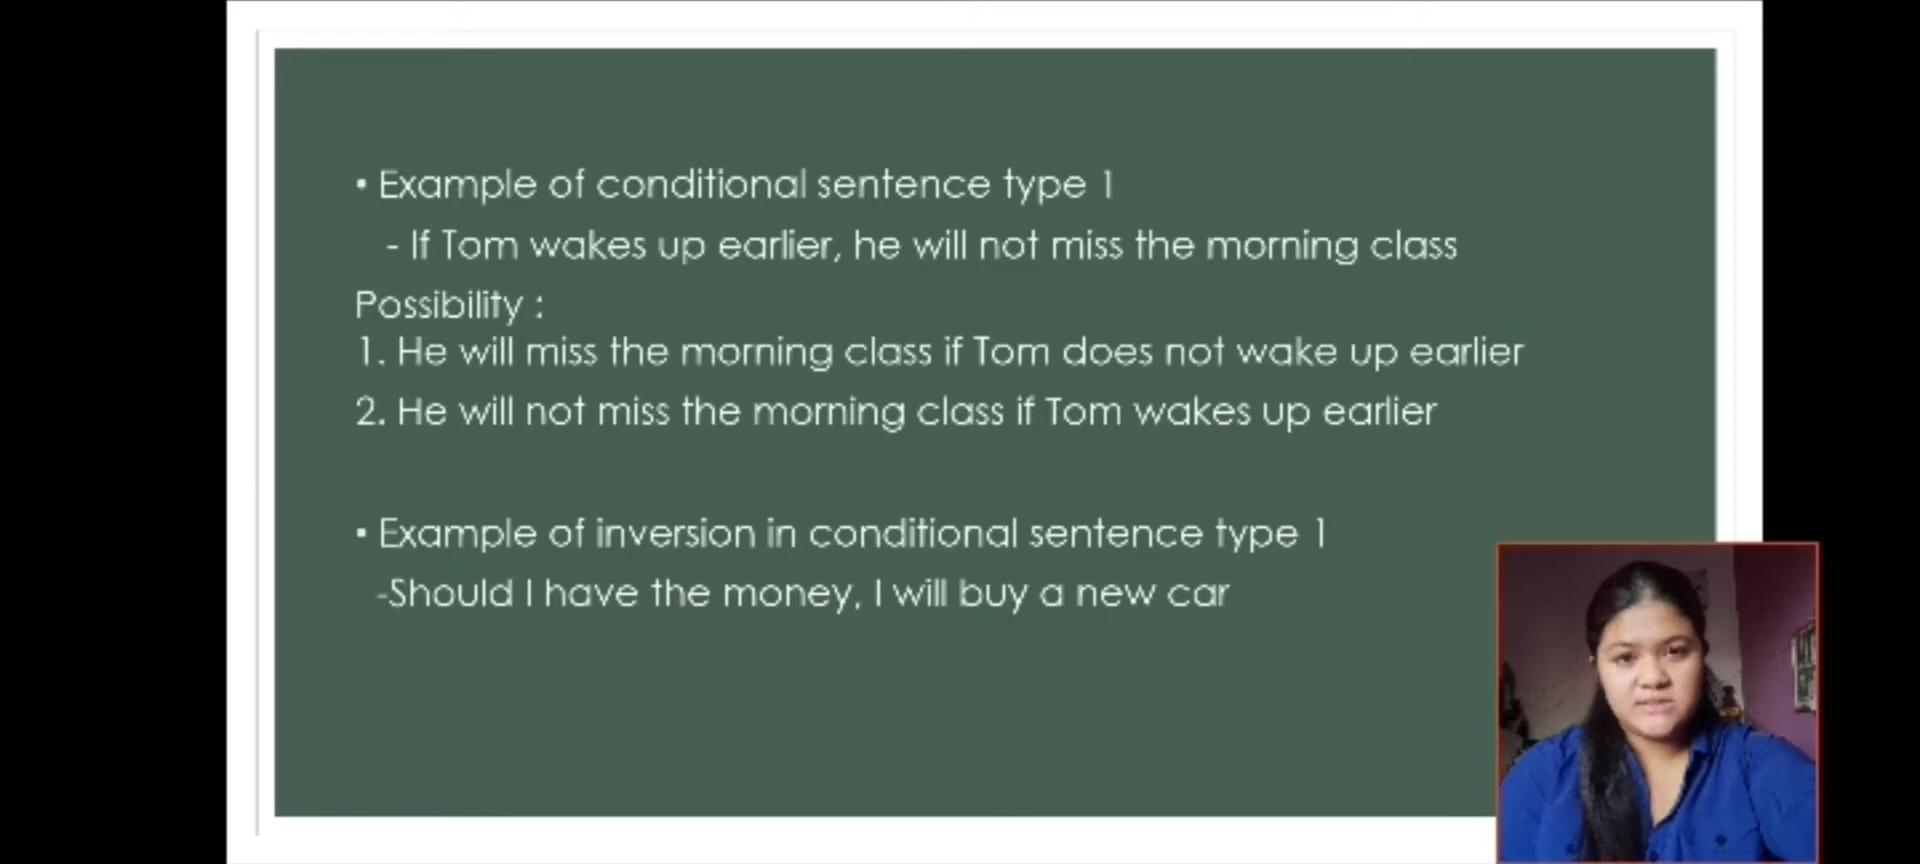 • Example of conditional sentence type 1
- If Tom wakes up earlier, he will not miss the morning class
Possibility :
1. He will miss the morning class if Tom does not wake up earlier
2. He will not miss the morning class if Tom wakes up earlier
• Example of inversion in conditional sentence type 1
-Should I have the money, I will buy a new car